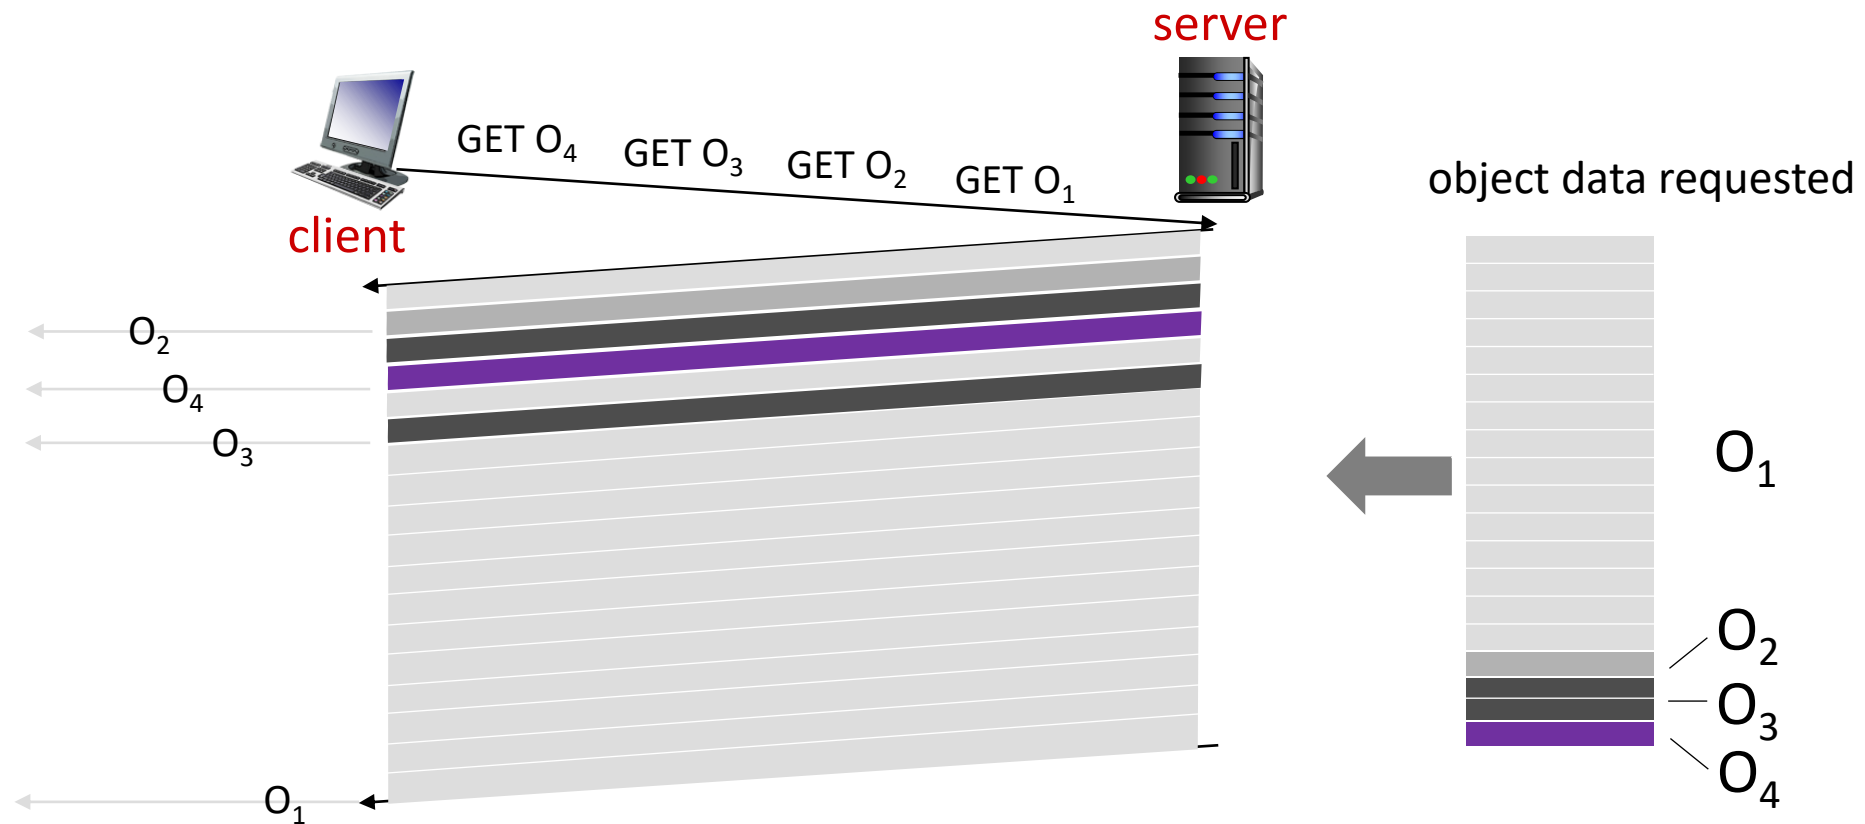 server
GET O₄
GET O₃
GET O₂
GET O₁
object data requested
client
O₂
O₄
O₃
O₁
O₁
O₂
O₃
O₄